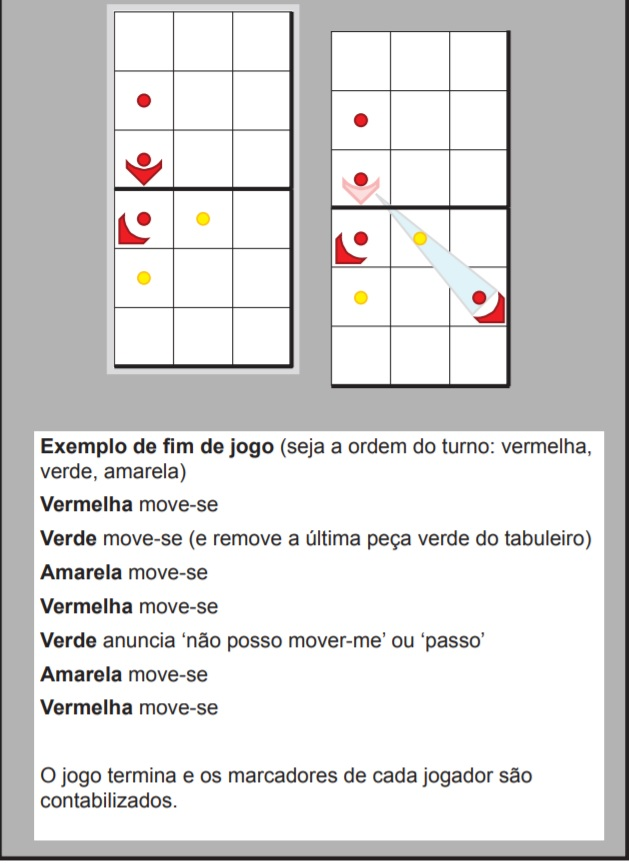 Exemplo de fim de jogo (seja a ordem do turno: vermelha,
verde, amarela)
Vermelha move-se
Verde move-se (e remove a última peça verde do tabuleiro)
Amarela move-se
Vermelha move-se
Verde anuncia ‘não posso mover-me’ ou ‘passo’
Amarela move-se
Vermelha move-se
O jogo termina e os marcadores de cada jogador são
contabilizados.